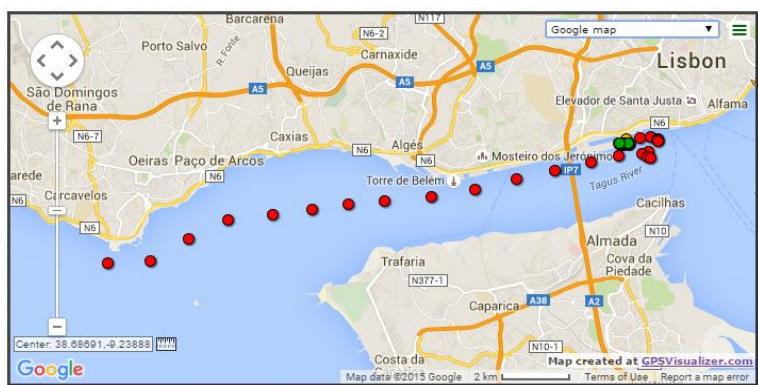 Barcarena
N117
Google map
N6-2
Porto Salvo
R. Fonte
Carnaxide
Lisbon
Queijas
A5
A5
A5
São Domingos
de Rana
Elevador de Santa Justa
Alfama
N6-7
N6
Caxias
N6
Algés
Oeiras
Paço de Arcos
Mosteiro dos Jerónimos
arede
IP7
Carcavelos
Torre de Belém
Tagus River
N6
N6
Cacilhas
N10
Almada
Trafaria
Cova da
Piedade
N377-1
Caparica
A38
A2
Center: 38.68691,-9.23888
N10-1
Costa da
Caparica
Map created at GPSVisualizer.com
Google
Map data ©2015 Google
2 km
Terms of Use
Report a map error